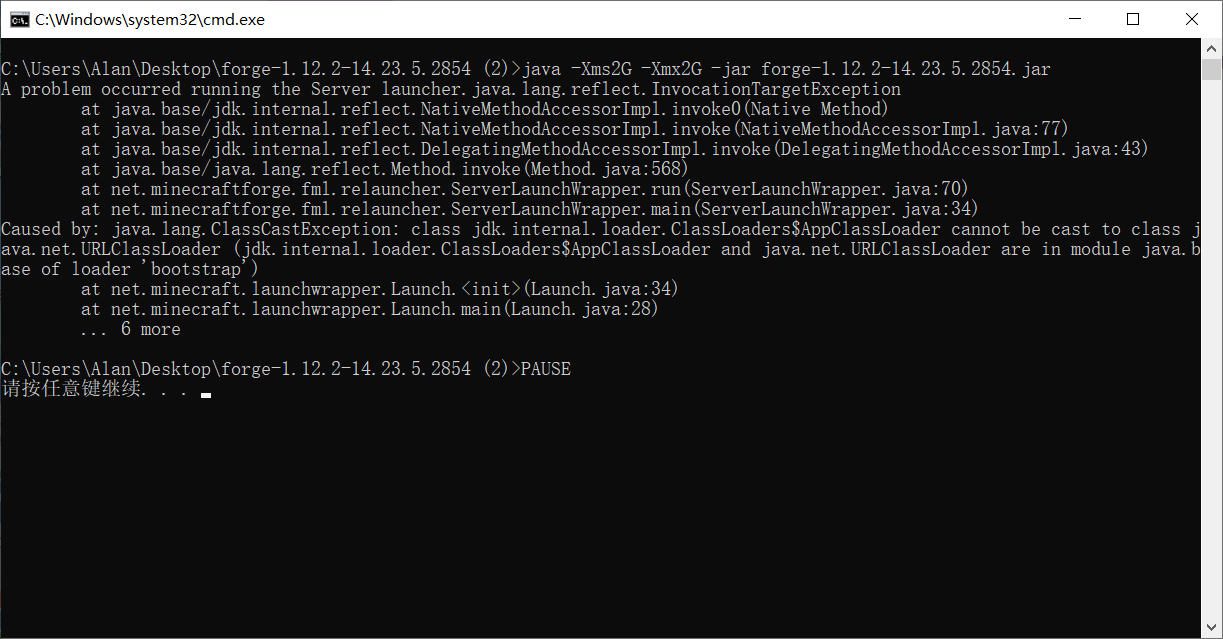 C:\Windows\system32\cmd.exe
C:\Users\Alan\Desktop\forge-1.12.2-14.23.5.2854 (2)>java -Xms2G -Xmx2G -jar forge-1.12.2-14.23.5.2854.jar
A problem occurred running the Server launcher.java.lang.reflect.InvocationTargetException
at java.base/jdk.internal.reflect.NativeMethodAccessorImpl.invoke0(Native Method)
at java.base/jdk.internal.reflect.NativeMethodAccessorImpl.invoke(NativeMethodAccessorImpl.java:77)
at java.base/jdk.internal.reflect.DelegatingMethodAccessorImpl.invoke(DelegatingMethodAccessorImpl.java:43)
at java.base/java.lang.reflect.Method.invoke(Method.java:568)
at net.minecraftforge.fml.relauncher.ServerLaunchWrapper.run(ServerLaunchWrapper.java:70)
at net.minecraftforge.fml.relauncher.ServerLaunchWrapper.main(ServerLaunchWrapper.java:34)
Caused by: java.lang.ClassCastException: class jdk.internal.loader.ClassLoaders$AppClassLoader cannot be cast to class j
ava.net.URLClassLoader (jdk.internal.loader.ClassLoaders$AppClassLoader and java.net.URLClassLoader are in module java.b
ase of loader 'bootstrap')
at net.minecraft.launchwrapper.Launch.<init>(Launch.java:34)
at net.minecraft.launchwrapper.Launch.main(Launch.java:28)
... 6 more
C:\Users\Alan\Desktop\forge-1.12.2-14.23.5.2854 (2)>PAUSE
请按任意键继续. . .